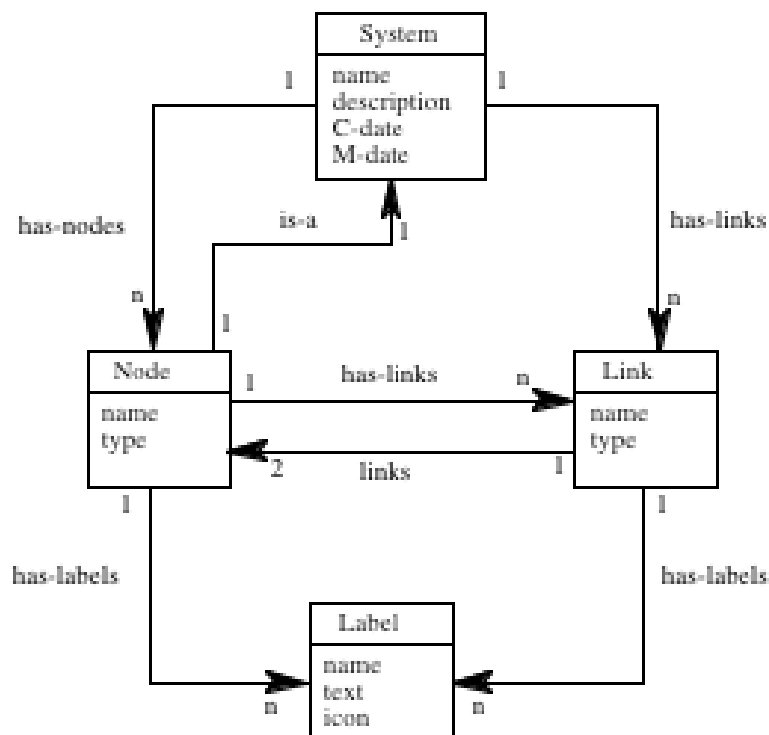 System
name
description
C-date
M-date
1
1
has-nodes
is-a
1
has-links
n
1
n
Node
name
type
1
has-links
n
Link
name
type
2
links
1
1
1
has-labels
has-labels
Label
name
text
icon
n
n